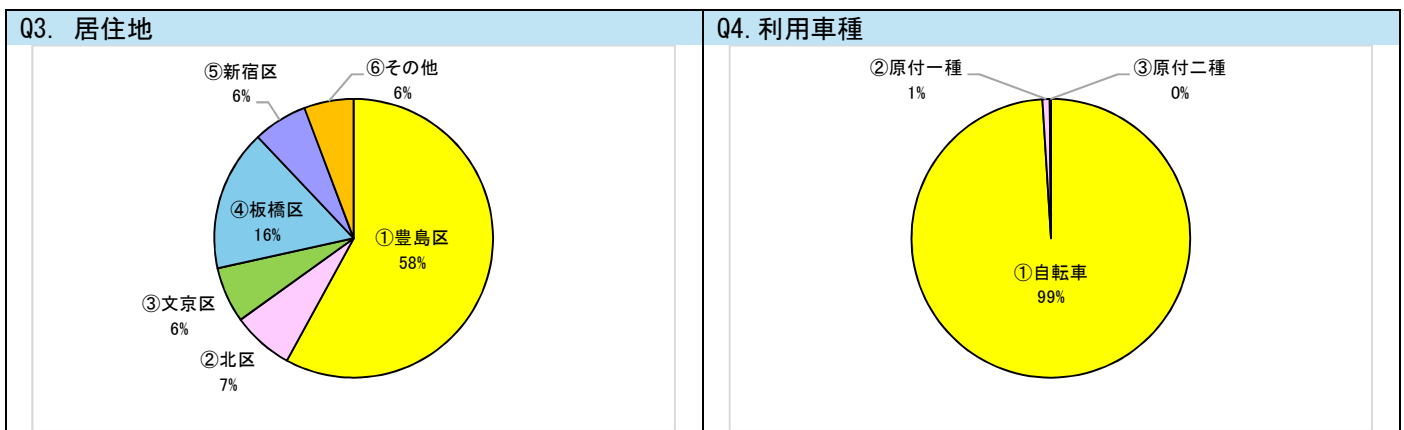 Q3. 居住地
⑤新宿区
6%
⑥その他
6%
④板橋区
16%
①豊島区
58%
③文京区
6%
②北区
7%
Q4.利用車種
②原付一種
1%
③原付二種
0%
①自転車
99%